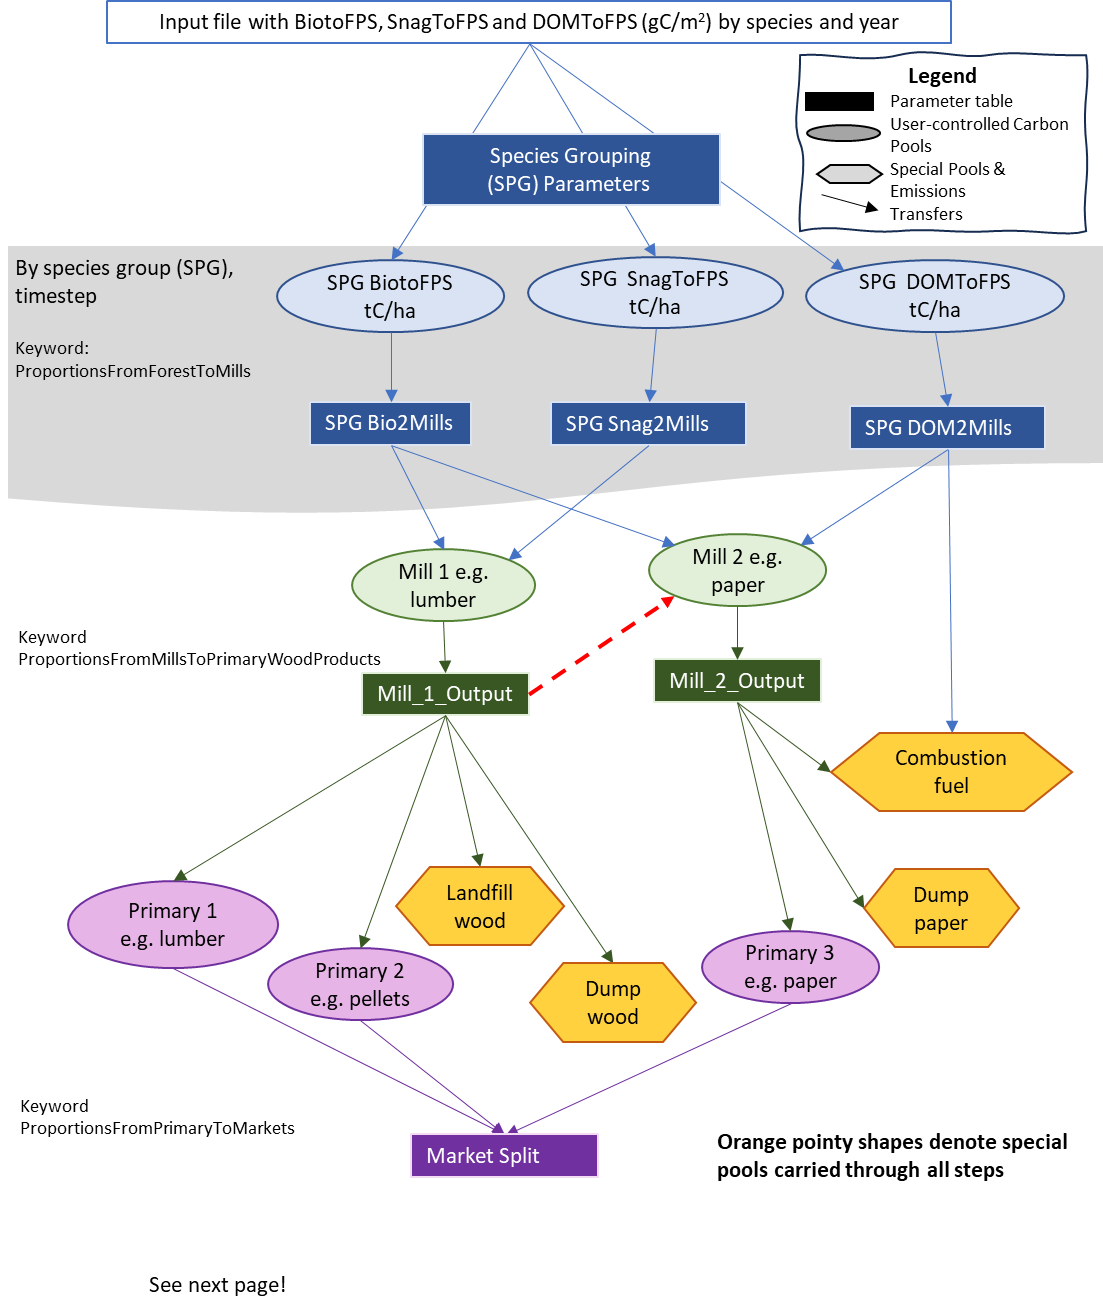 Input file with BiotoFPS, SnagToFPS and DOMToFPS (gC/m²) by species and year
Legend
Parameter table
User-controlled Carbon
Pools
Special Pools &
Emissions
Transfers
Species Grouping
(SPG) Parameters
By species group (SPG),
timestep
SPG BiotoFPS
tC/ha
SPG SnagToFPS
tC/ha
SPG DOMToFPS
tC/ha
Keyword:
ProportionsFromForestToMills
SPG Bio2Mills
SPG Snag2Mills
SPG DOM2Mills
Mill 1 e.g.
lumber
Mill 2 e.g.
paper
Keyword
ProportionsFromMillsToPrimaryWoodProducts
Mill_1_Output
Mill_2_Output
Combustion
fuel
Landfill
wood
Dump
paper
Primary 1
e.g. lumber
Primary 2
e.g. pellets
Dump
wood
Primary 3
e.g. paper
Keyword
ProportionsFromPrimaryToMarkets
Market Split
Orange pointy shapes denote special
pools carried through all steps
See next page!